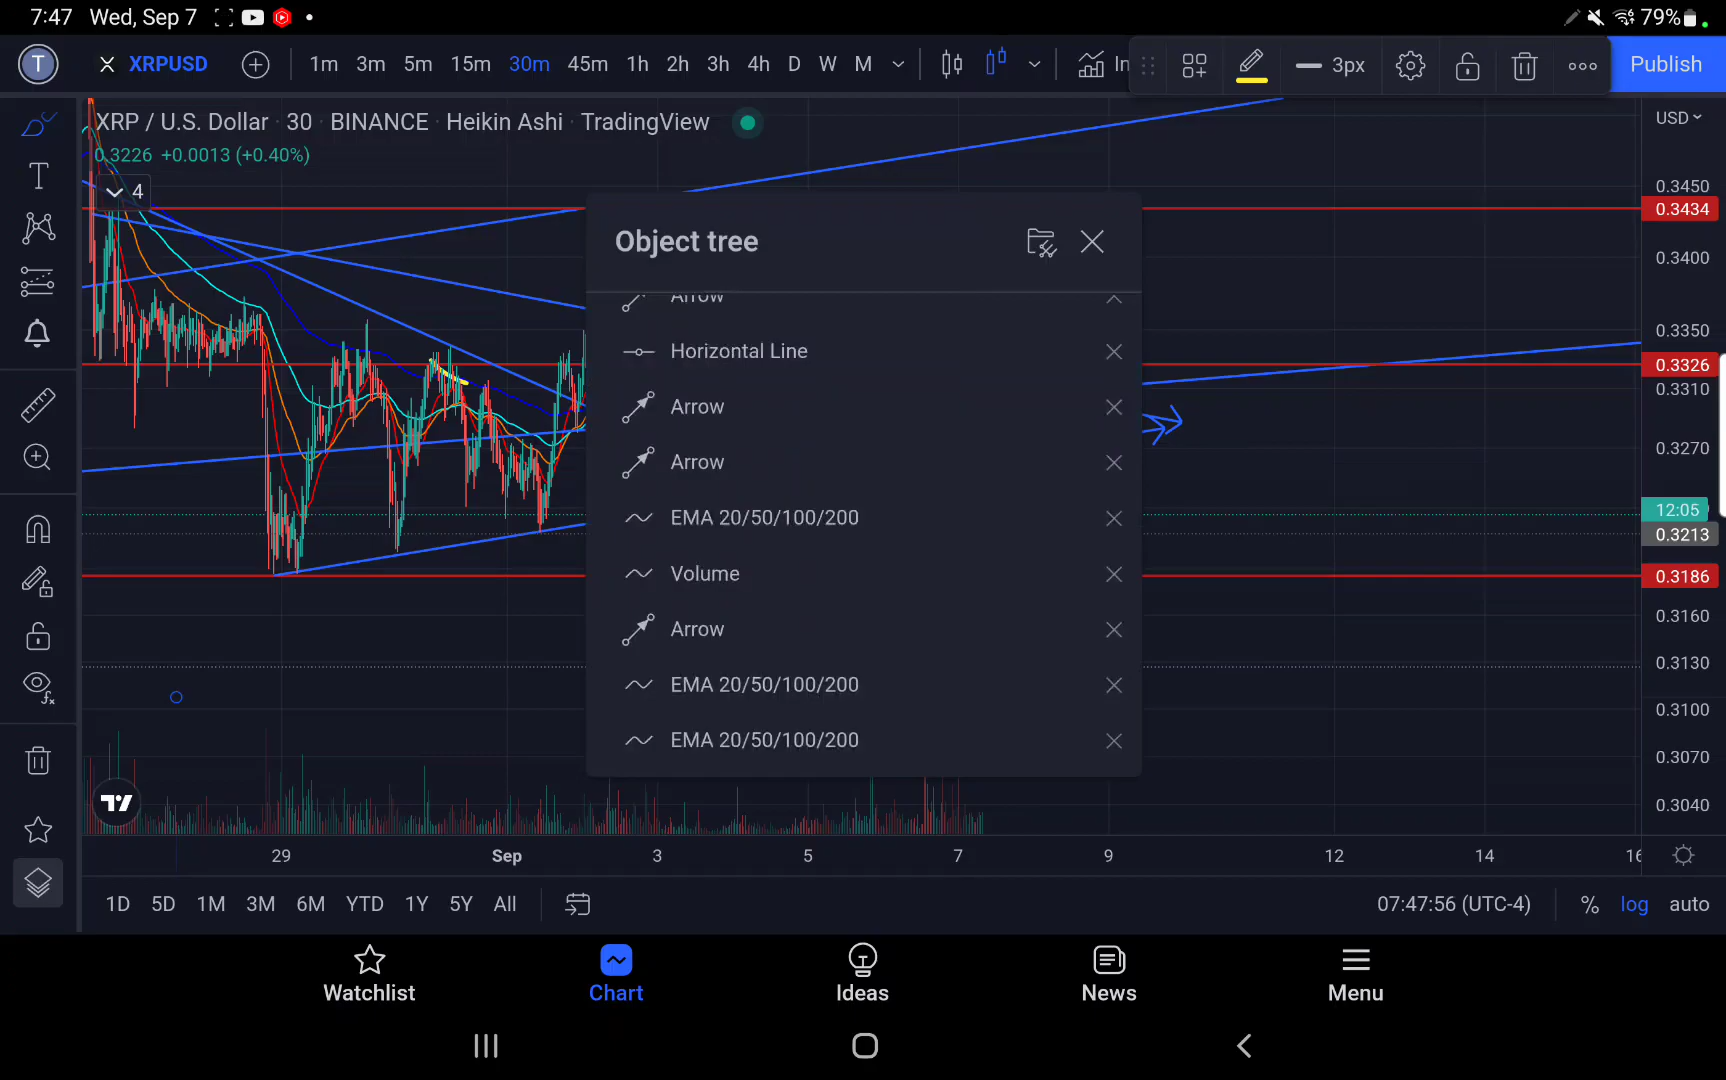 7:47 Wed, Sep 7 79%
T XRPUSD 1m 3m 5m 15m 30m 45m 1h 2h 3h 4h D W M In 3px Publish
XRP / U.S. Dollar · 30 · BINANCE · Heikin Ashi · TradingView
USD
0.3226 +0.0013 (+0.40%)
4
0.3450
0.3434
0.3400
0.3350
0.3326
0.3310
0.3270
12:05
0.3213
0.3186
0.3160
0.3130
0.3100
0.3070
0.3040
Object tree
Arrow
Horizontal Line
Arrow
Arrow
EMA 20/50/100/200
Volume
Arrow
EMA 20/50/100/200
EMA 20/50/100/200
29 Sep 3 5 7 9 12 14 16
1D 5D 1M 3M 6M YTD 1Y 5Y All 07:47:56 (UTC-4) % log auto
Watchlist Chart Ideas News Menu